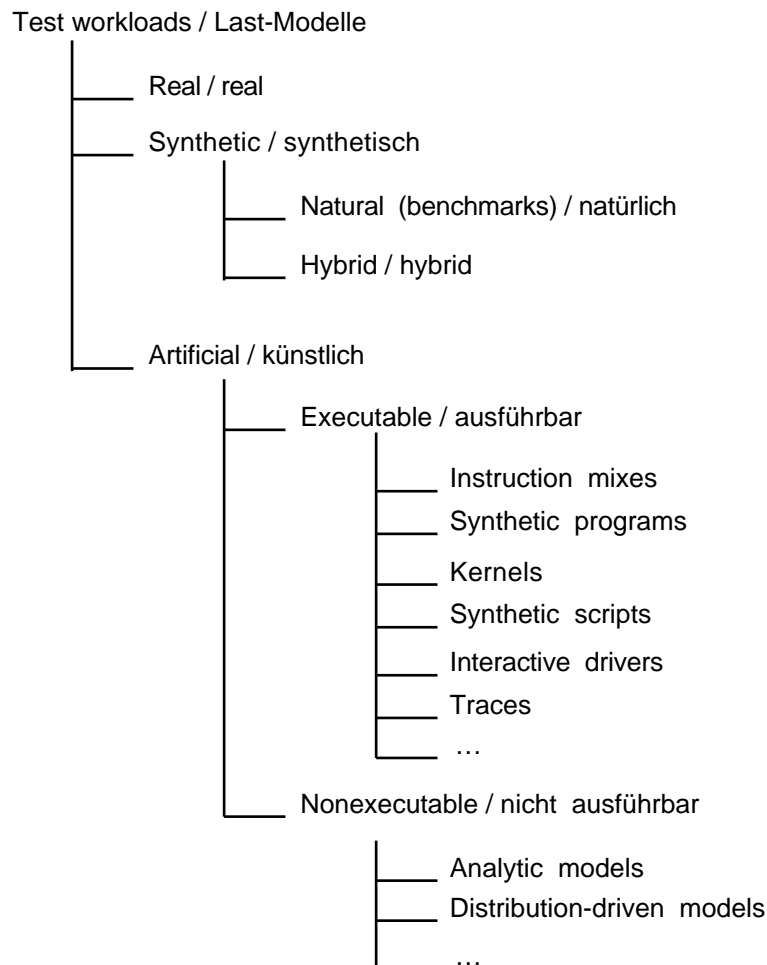 Test workloads / Last-Modelle
Real / real
Synthetic / synthetisch
Natural (benchmarks) / natürlich
Hybrid / hybrid
Artificial / künstlich
Executable / ausführbar
Instruction mixes
Synthetic programs
Kernels
Synthetic scripts
Interactive drivers
Traces
…
Nonexecutable / nicht ausführbar
Analytic models
Distribution-driven models
…